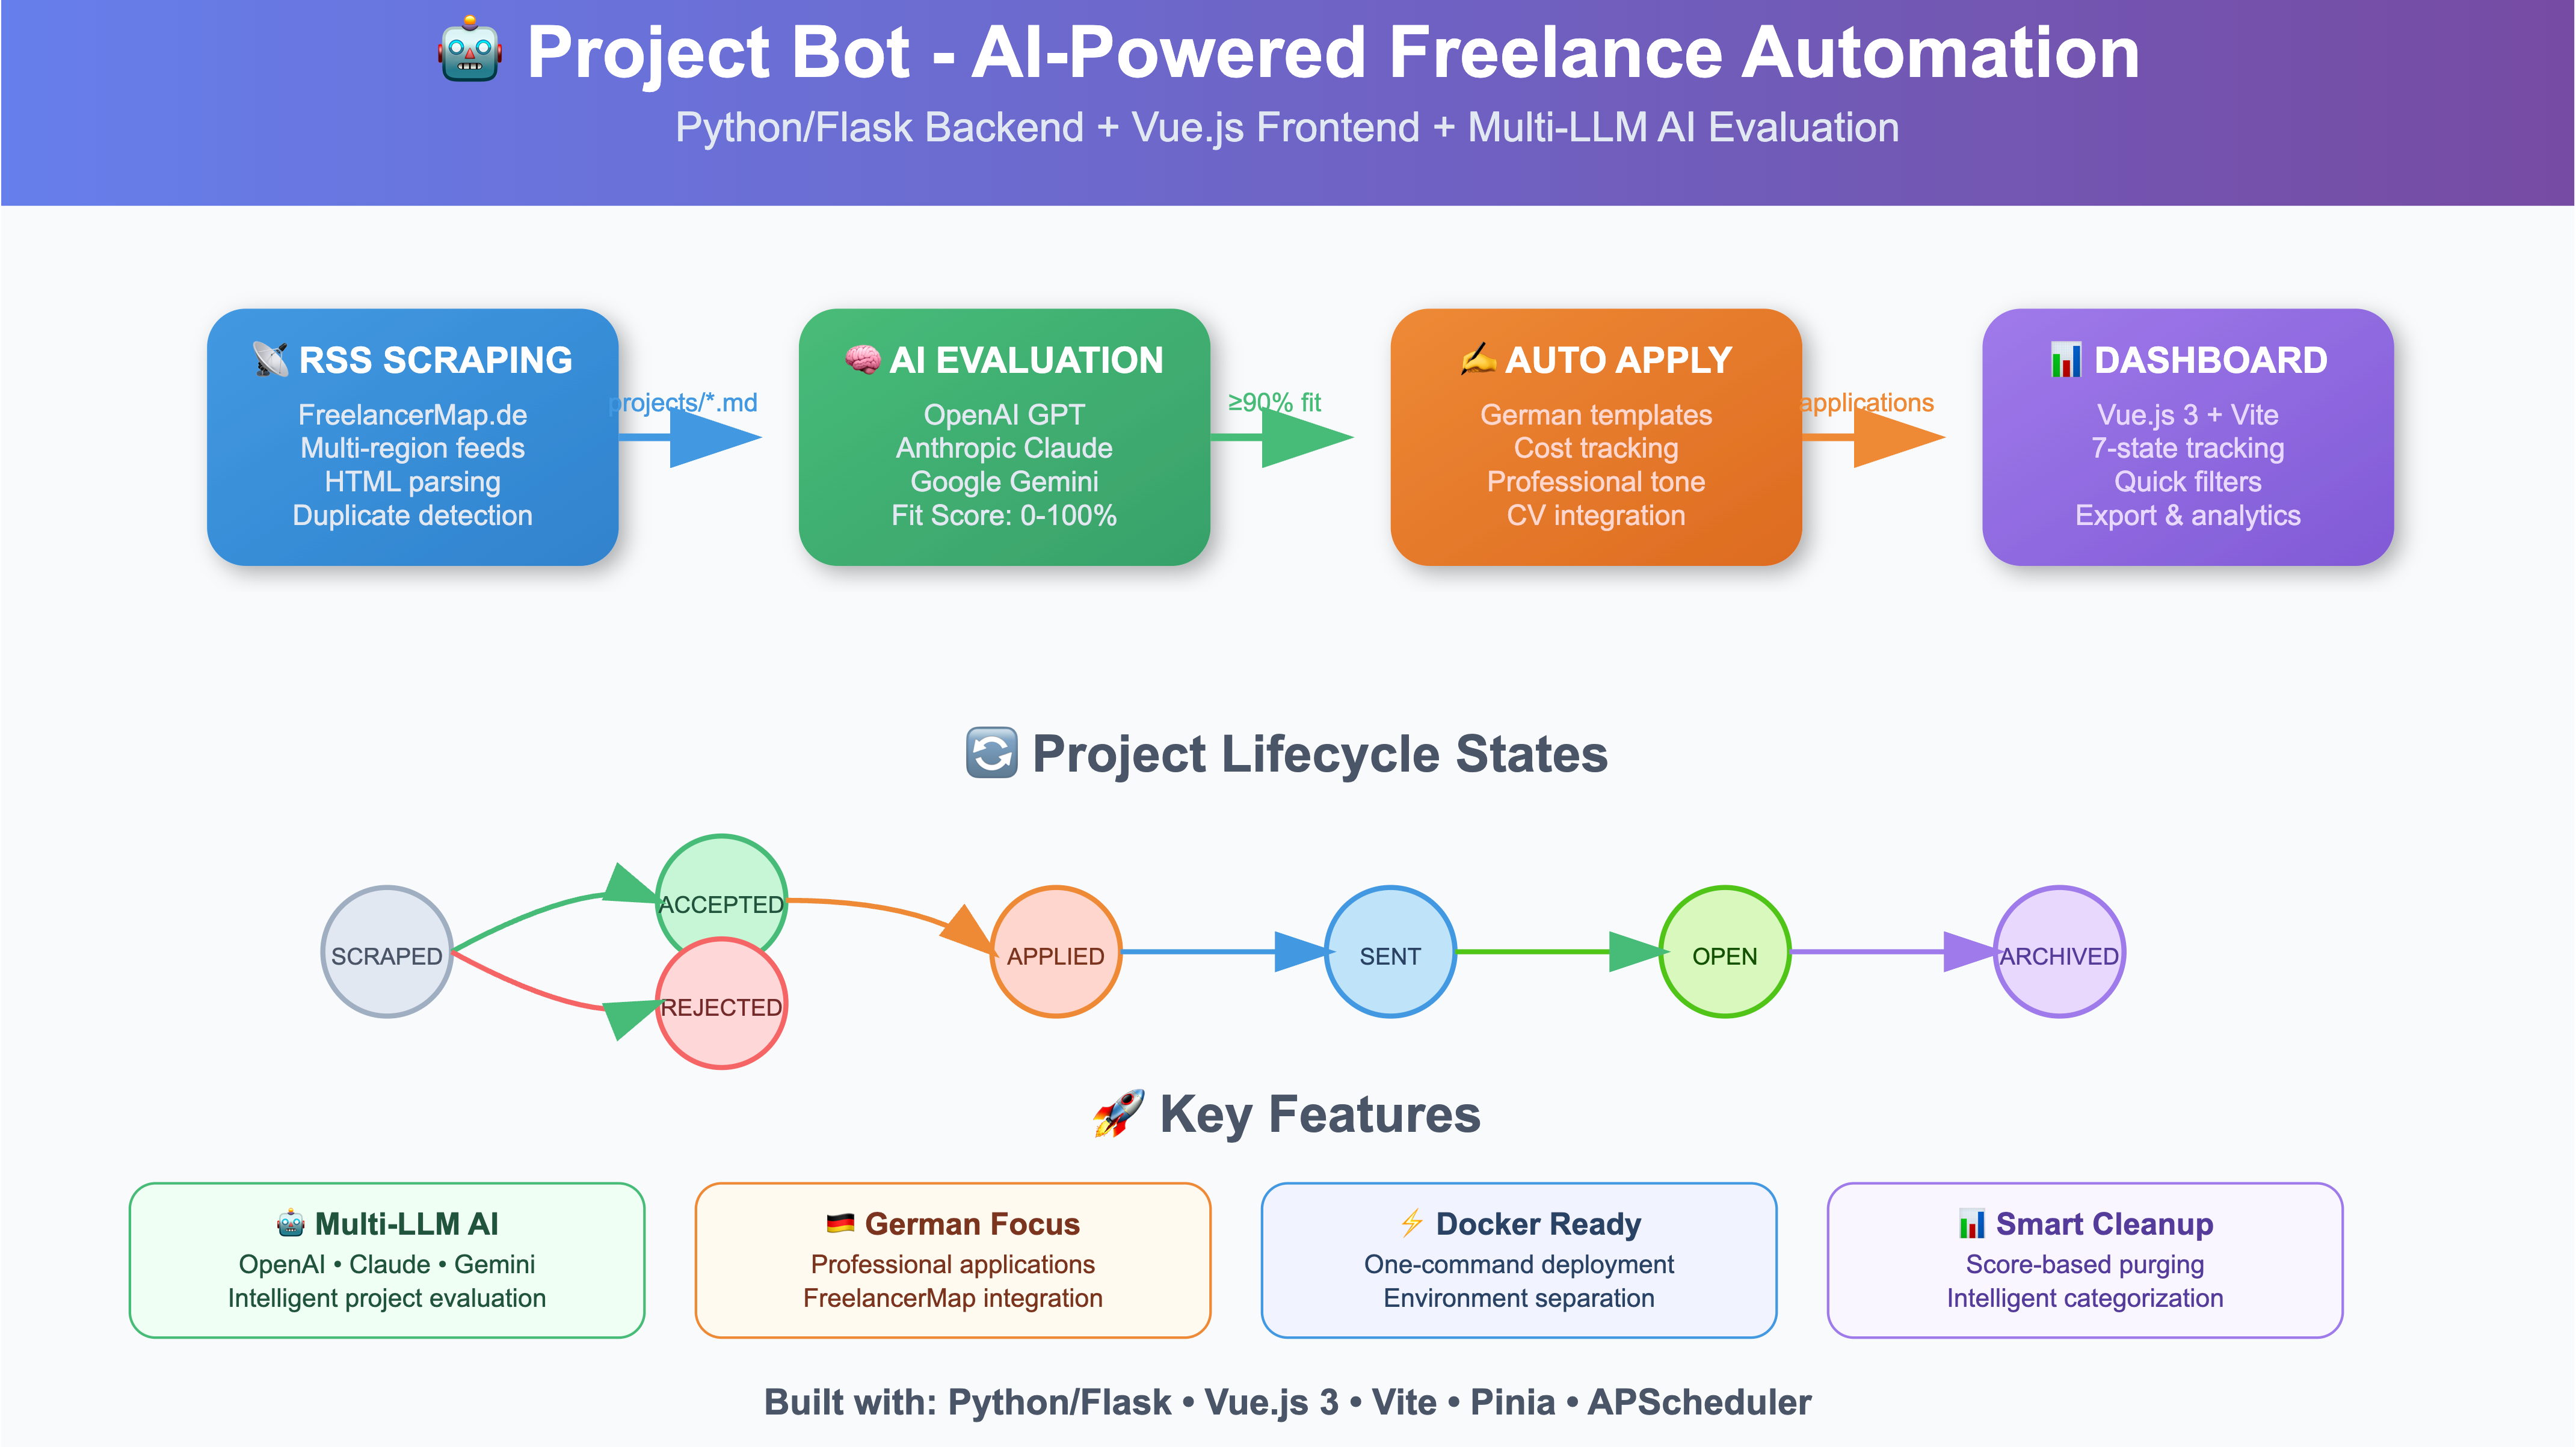 🤖 Project Bot - AI-Powered Freelance Automation
Python/Flask Backend + Vue.js Frontend + Multi-LLM AI Evaluation
📡 RSS SCRAPING
FreelancerMap.de
Multi-region feeds
HTML parsing
Duplicate detection
projects/*.md
🧠 AI EVALUATION
OpenAI GPT
Anthropic Claude
Google Gemini
Fit Score: 0-100%
≥90% fit
✍️ AUTO APPLY
German templates
Cost tracking
Professional tone
CV integration
applications
📊 DASHBOARD
Vue.js 3 + Vite
7-state tracking
Quick filters
Export & analytics
🔄 Project Lifecycle States
SCRAPED
ACCEPTED
REJECTED
APPLIED
SENT
OPEN
ARCHIVED
🚀 Key Features
🤖 Multi-LLM AI
OpenAI • Claude • Gemini
Intelligent project evaluation
🇩🇪 German Focus
Professional applications
FreelancerMap integration
⚡ Docker Ready
One-command deployment
Environment separation
📊 Smart Cleanup
Score-based purging
Intelligent categorization
Built with: Python/Flask • Vue.js 3 • Vite • Pinia • APScheduler